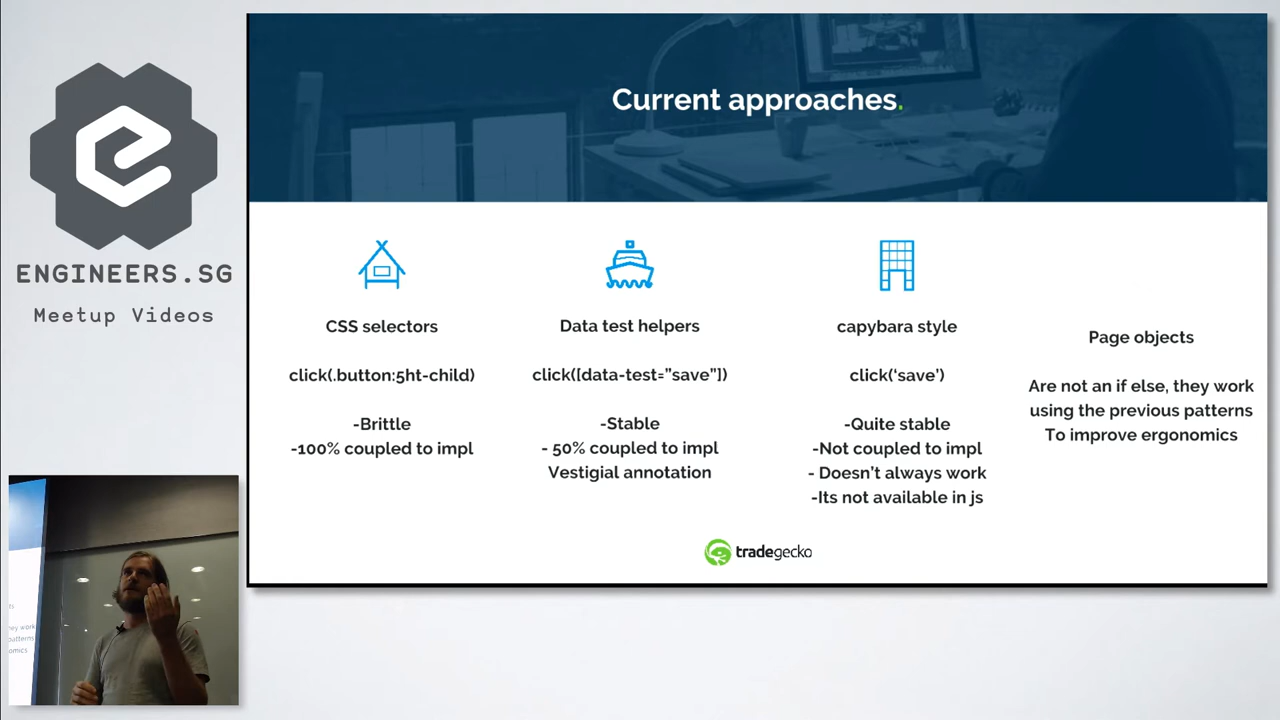 ENGINEERS.SG
Meetup Videos
Current approaches.
CSS selectors
click(.button:5ht-child)
-Brittle
-100% coupled to impl
Data test helpers
click([data-test="save"])
-Stable
- 50% coupled to impl
Vestigial annotation
capybara style
click(‘save’)
-Quite stable
-Not coupled to impl
- Doesn’t always work
-Its not available in js
Page objects
Are not an if else, they work
using the previous patterns
To improve ergonomics
tradegecko